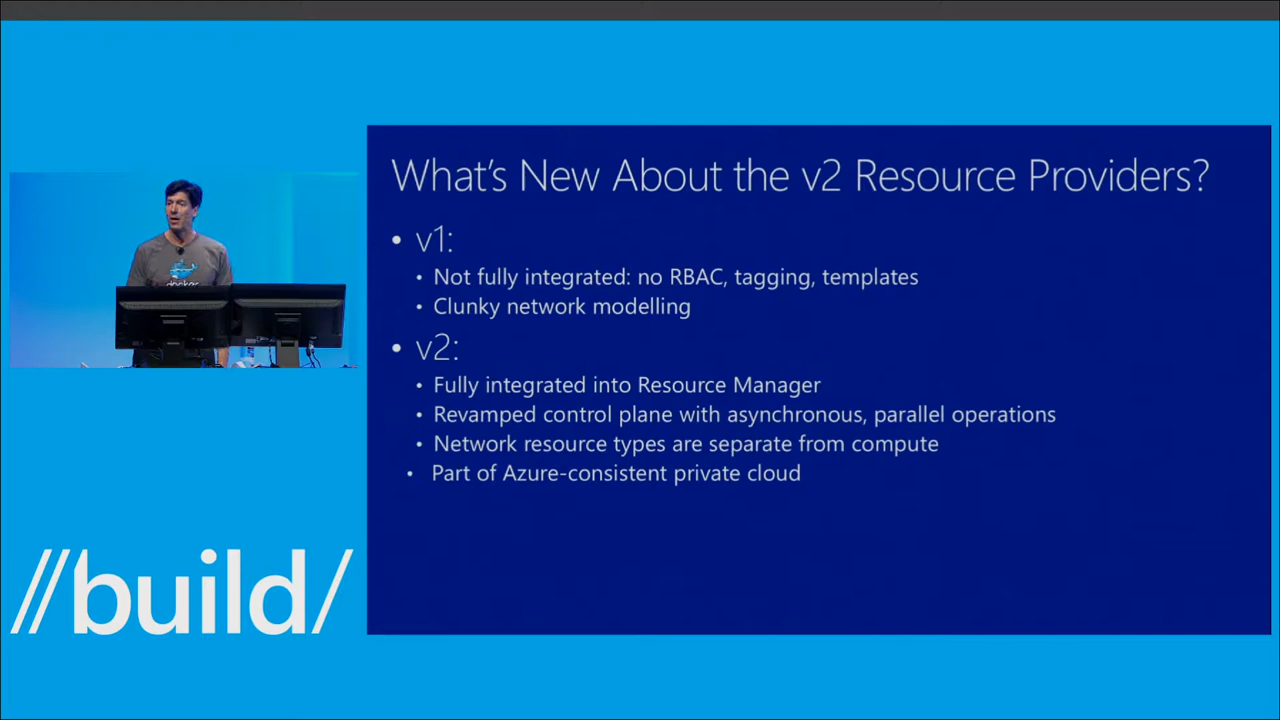 What's New About the v2 Resource Providers?
• v1:
• Not fully integrated: no RBAC, tagging, templates
• Clunky network modelling
• v2:
• Fully integrated into Resource Manager
• Revamped control plane with asynchronous, parallel operations
• Network resource types are separate from compute
• Part of Azure-consistent private cloud
docker
//build/